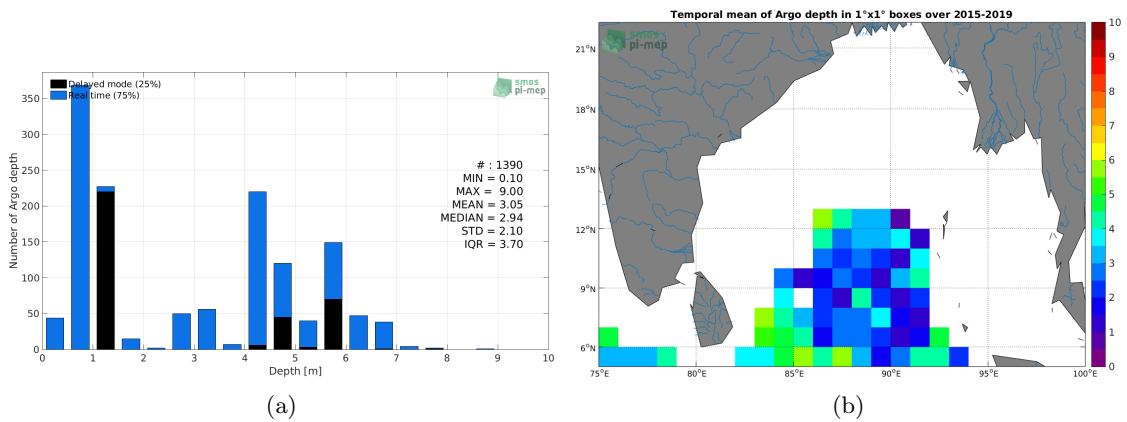 Delayed mode (25%)
Real time (75%)
smos
pi-mep
# : 1390
MIN = 0.10
MAX = 9.00
MEAN = 3.05
MEDIAN = 2.94
STD = 2.10
IQR = 3.70
Number of Argo depth
350
300
250
200
150
100
50
0
0 1 2 3 4 5 6 7 8 9 10
Depth [m]
(a)
Temporal mean of Argo depth in 1°x1° boxes over 2015-2019
smos
pi-mep
21°N
18°N
15°N
12°N
9°N
6°N
75°E 80°E 85°E 90°E 95°E 100°E
10
9
8
7
6
5
4
3
2
1
0
(b)